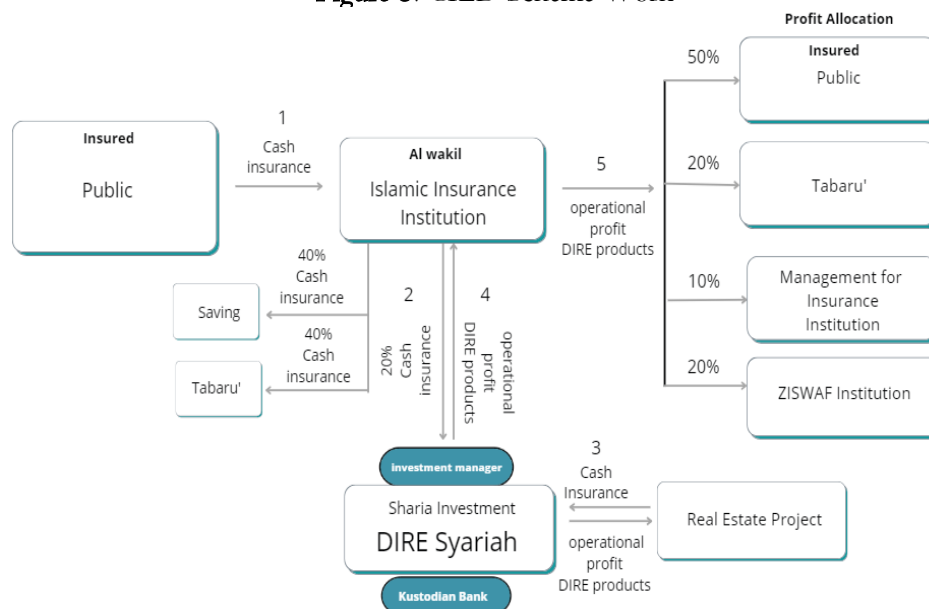 Profit Allocation
Insured
Public
1
Cash
insurance
Al wakil
Islamic Insurance
Institution
5
operational
profit
DIRE products
50%
Insured
Public
20%
Tabaru'
10%
Management for
Insurance
Institution
20%
ZISWAF Institution
40%
Cash
insurance
Saving
40%
Cash
insurance
Tabaru'
2
20%
Cash
insurance
4
operational
profit
DIRE products
investment manager
Sharia Investment
DIRE Syariah
Kustodian Bank
3
Cash
Insurance
operational
profit
DIRE products
Real Estate Project